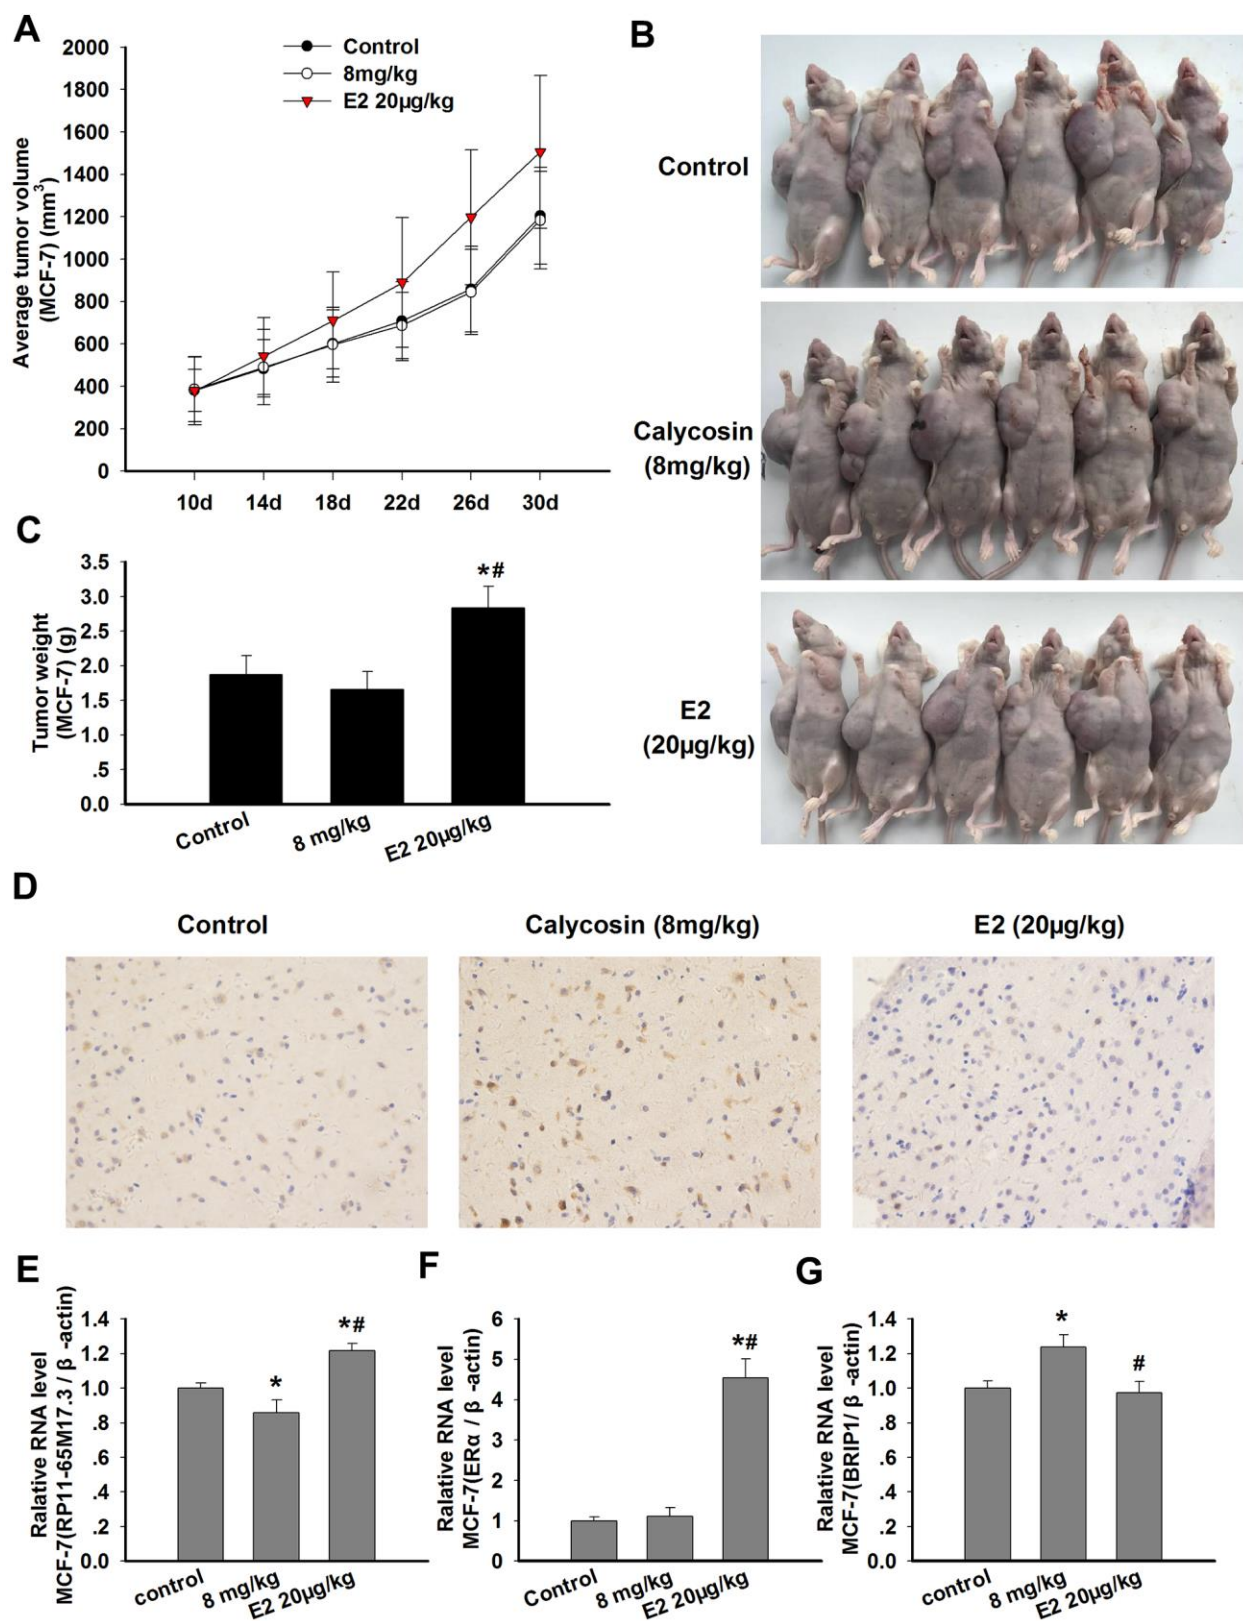 A
2000
1800
1600
1400
1200
1000
800
600
400
200
0
Average tumor volume
(MCF-7) (mm³)
Control
8mg/kg
E2 20µg/kg
10d 14d 18d 22d 26d 30d
B
Control
Calycosin
(8mg/kg)
E2
(20µg/kg)
C
3.5
3.0
2.5
2.0
1.5
1.0
.5
0.0
Tumor weight
(MCF-7) (g)
*#
Control 8 mg/kg E2 20µg/kg
D
Control Calycosin (8mg/kg) E2 (20µg/kg)
E
1.4
1.2
1.0
.8
.6
.4
.2
0.0
Ralative RNA level
MCF-7(RP11-65M17.3 / β -actin)
*
*#
control 8 mg/kg E2 20µg/kg
F
6
5
4
3
2
1
0
Ralative RNA level
MCF-7(ERα / β -actin)
*#
Control 8 mg/kg E2 20µg/kg
G
1.4
1.2
1.0
.8
.6
.4
.2
0.0
Ralative RNA level
MCF-7(BRIP1/ β -actin)
*
#
Control 8 mg/kg E2 20µg/kg